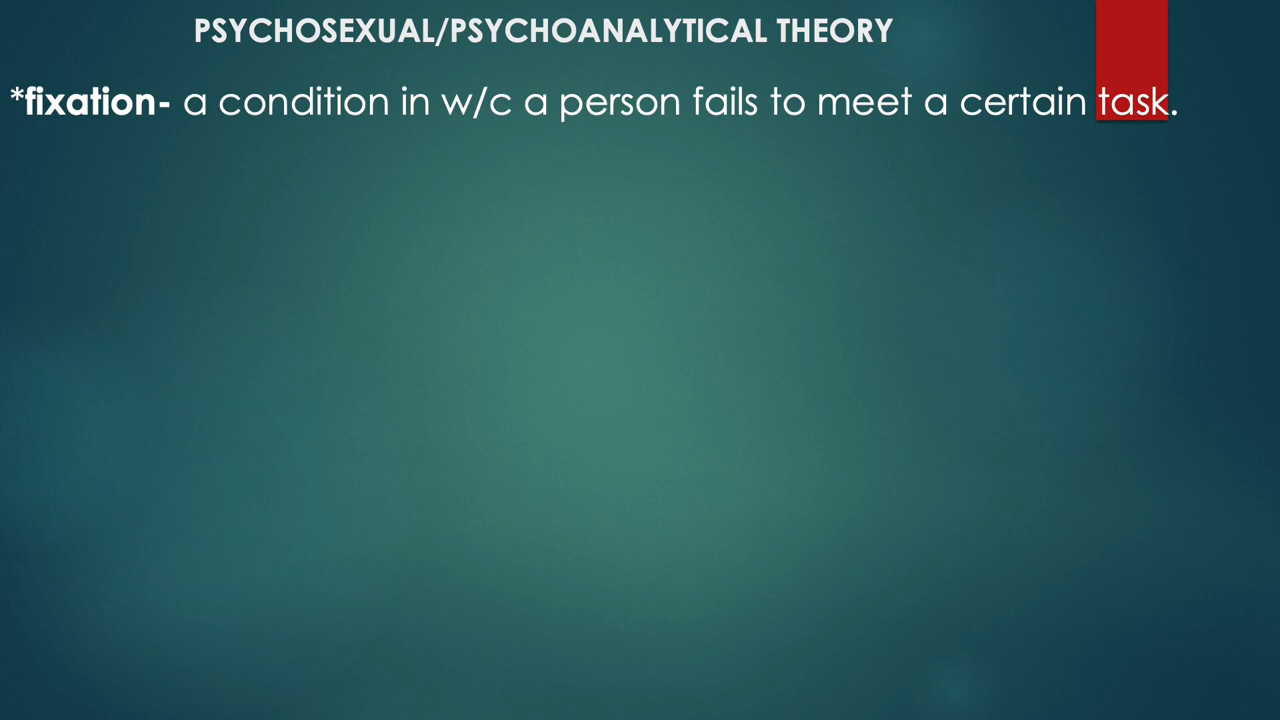 PSYCHOSEXUAL/PSYCHOANALYTICAL THEORY
*fixation- a condition in w/c a person fails to meet a certain task.